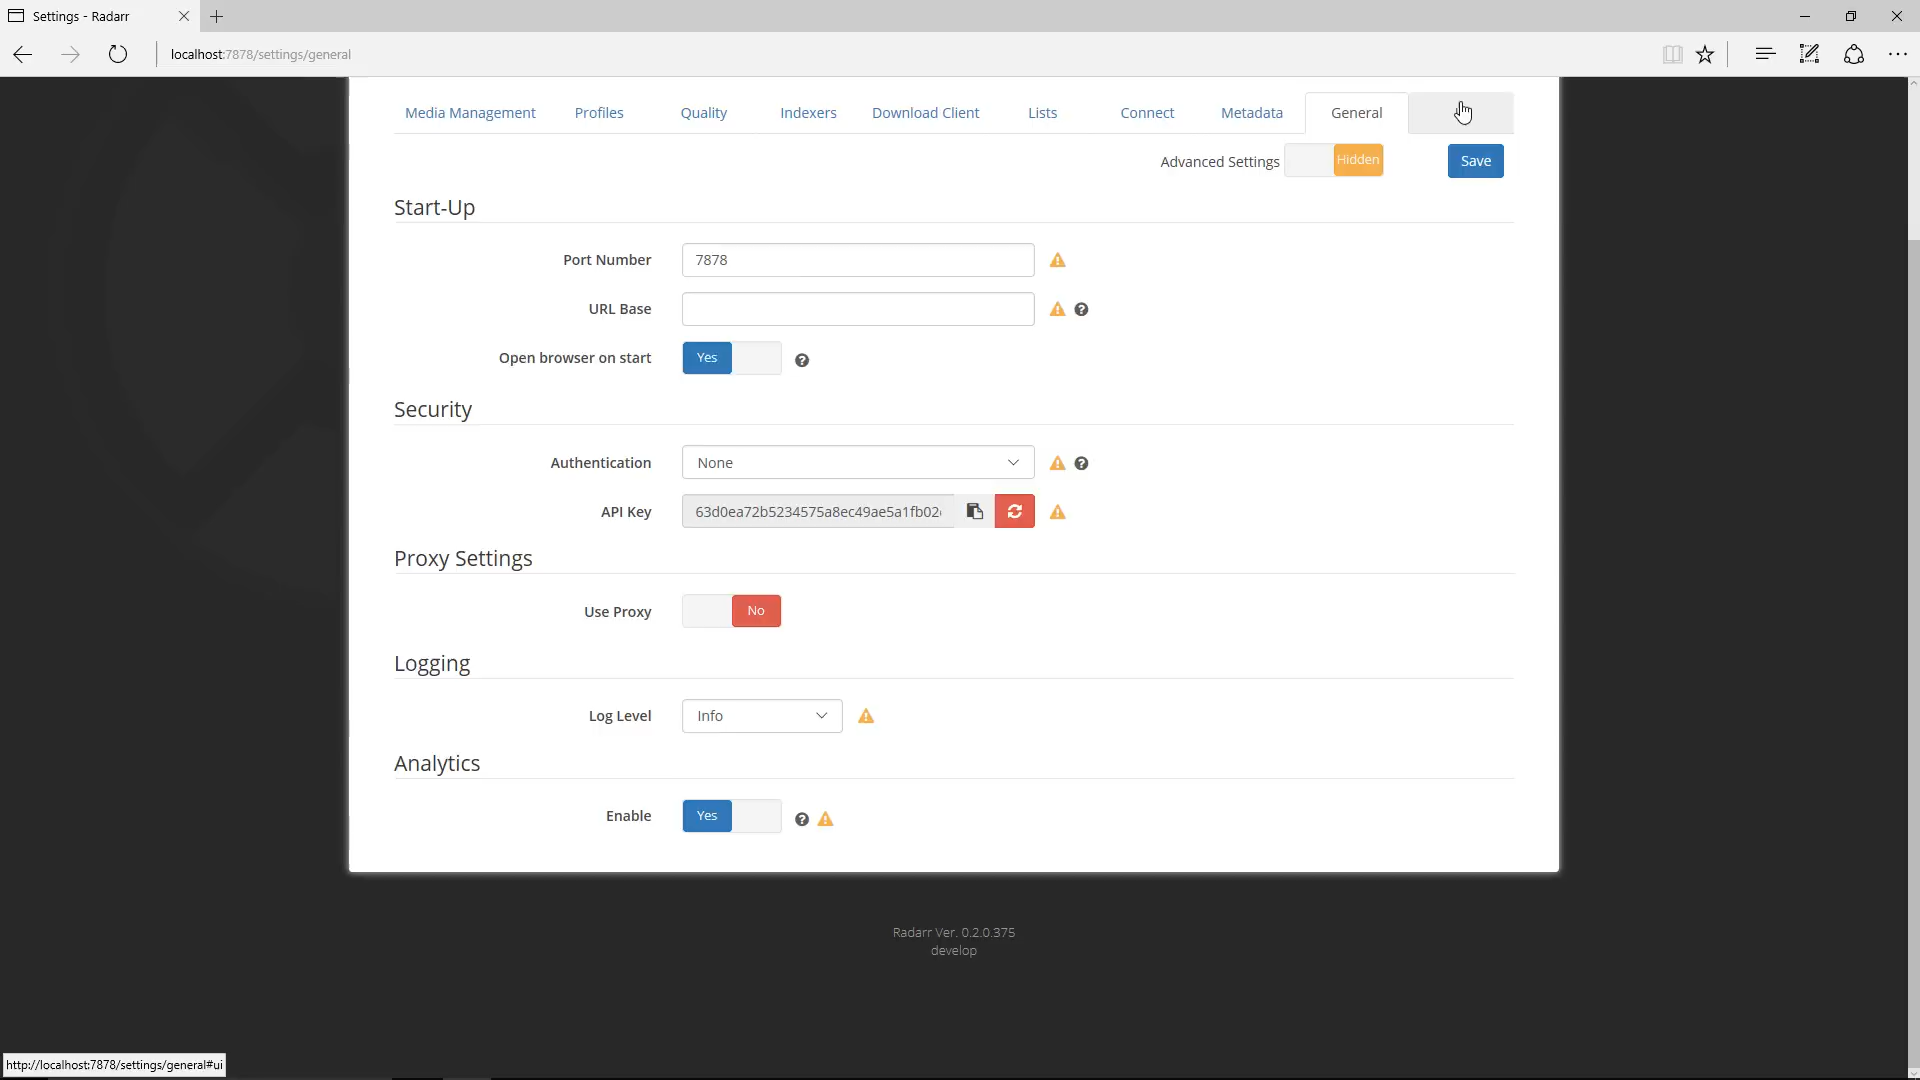 Settings - Radarr
localhost:7878/settings/general
Media Management Profiles Quality Indexers Download Client Lists Connect Metadata General
Advanced Settings Hidden Save
Start-Up
Port Number 7878
URL Base
Open browser on start Yes
Security
Authentication None
API Key 63d0ea72b5234575a8ec49ae5a1fb02
Proxy Settings
Use Proxy No
Logging
Log Level Info
Analytics
Enable Yes
Radarr Ver. 0.2.0.375
develop
http://localhost:7878/settings/general#ui